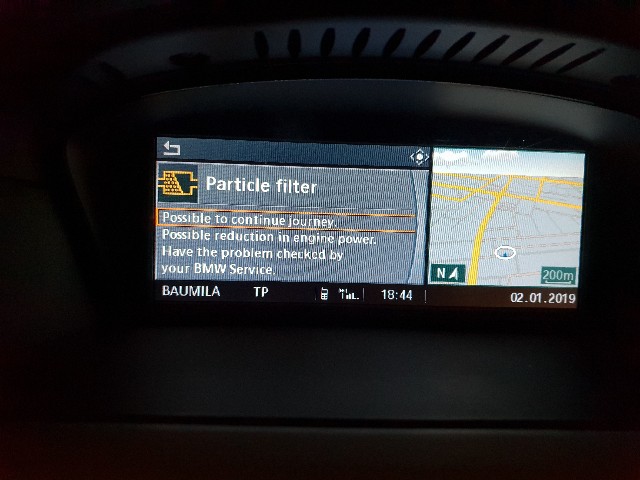 Particle filter
Possible to continue journey.
Possible reduction in engine power.
Have the problem checked by
your BMW Service.
N
200m
BAUMILA TP 18:44 02.01.2019